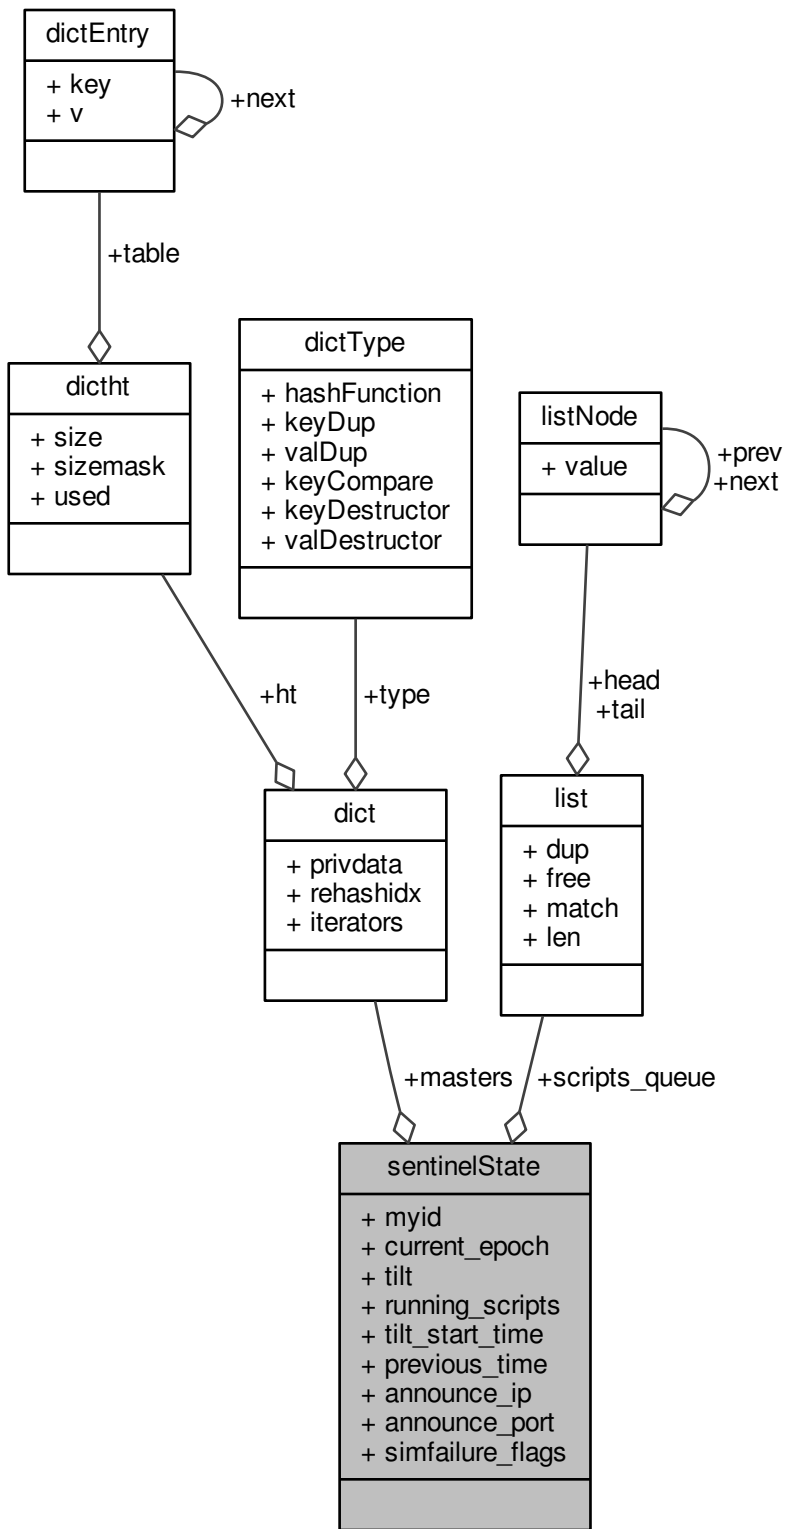 dictEntry
+ key
+ v
+next
+table
dictht
+ size
+ sizemask
+ used
dictType
+ hashFunction
+ keyDup
+ valDup
+ keyCompare
+ keyDestructor
+ valDestructor
listNode
+ value
+prev
+next
+ht
+type
+head
+tail
dict
+ privdata
+ rehashidx
+ iterators
list
+ dup
+ free
+ match
+ len
+masters
+scripts_queue
sentinelState
+ myid
+ current_epoch
+ tilt
+ running_scripts
+ tilt_start_time
+ previous_time
+ announce_ip
+ announce_port
+ simfailure_flags